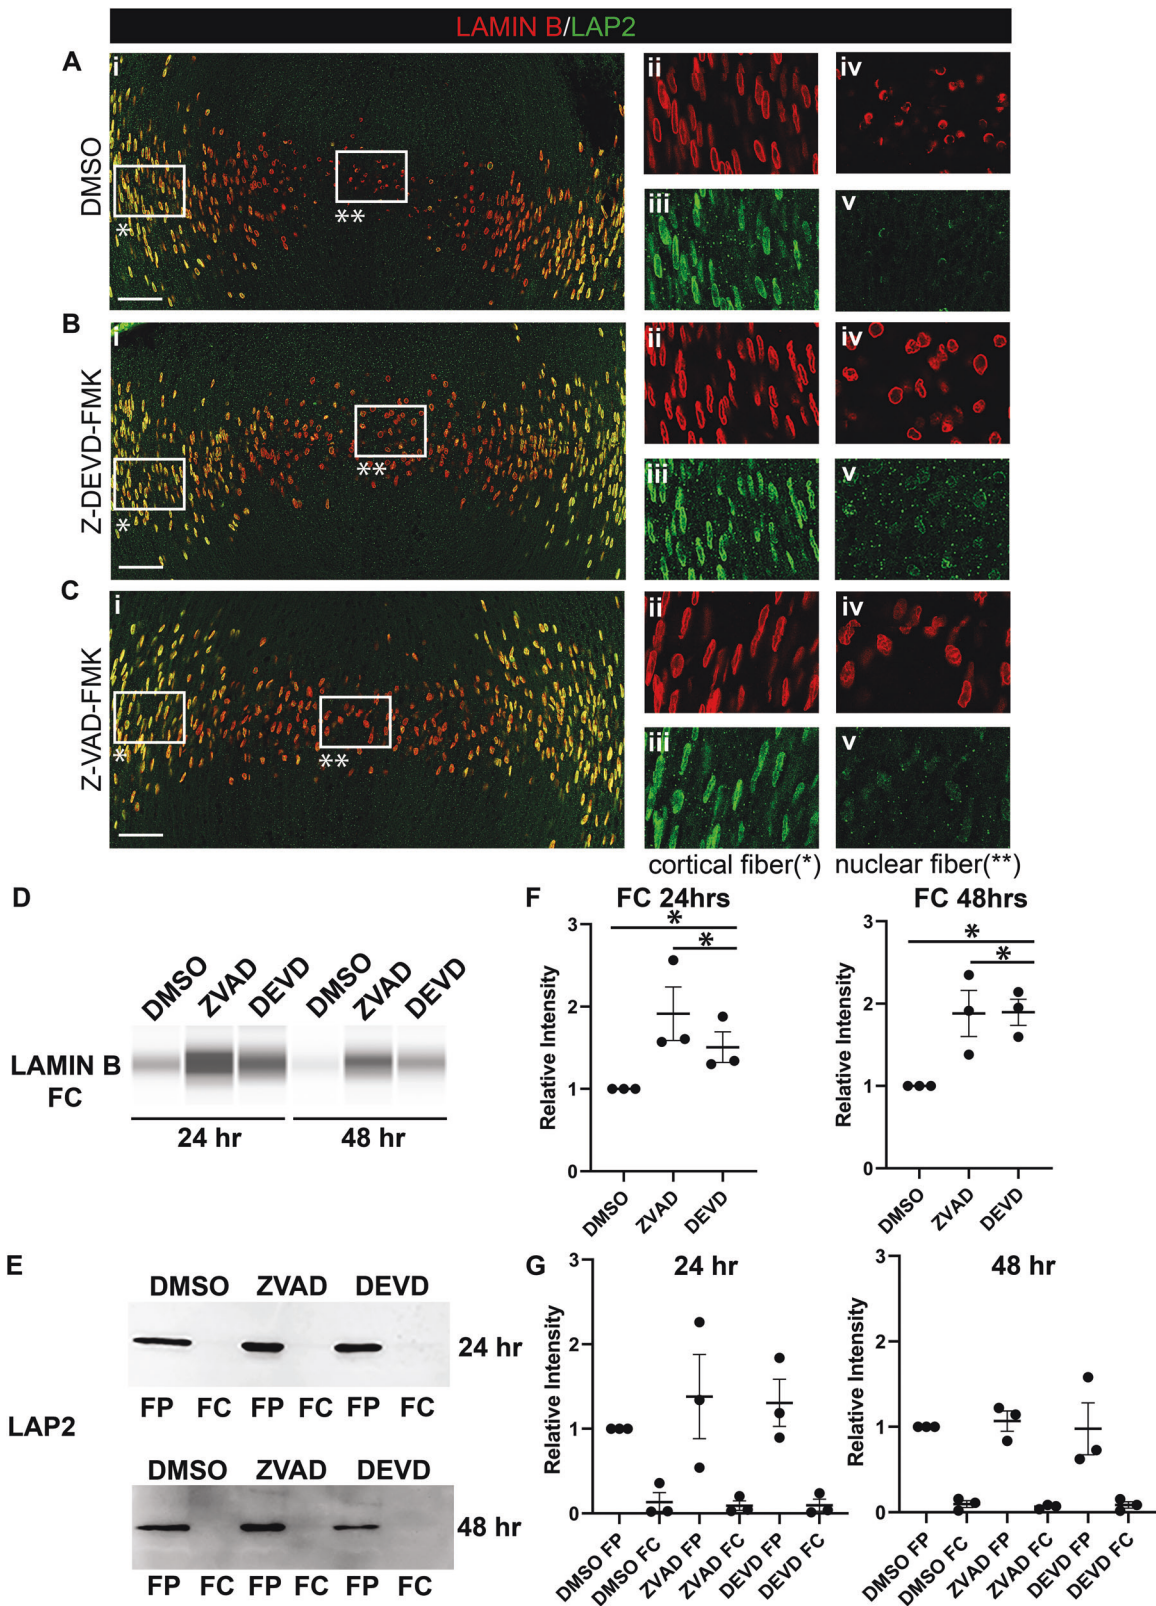 LAMIN B/LAP2
A
DMSO
i
*
**
ii
iii
iv
v
B
Z-DEVD-FMK
i
*
**
ii
iii
iv
v
C
Z-VAD-FMK
i
*
**
ii
iii
iv
v
cortical fiber(*)
nuclear fiber(**)
D
DMSO ZVAD DEVD DMSO ZVAD DEVD
LAMIN B
FC
24 hr 48 hr
E
DMSO ZVAD DEVD
24 hr
FP FC FP FC FP FC
LAP2
DMSO ZVAD DEVD
48 hr
FP FC FP FC FP FC
F
FC 24hrs
*
*
Relative Intensity
3
2
1
0
DMSO ZVAD DEVD
FC 48hrs
*
*
Relative Intensity
3
2
1
0
DMSO ZVAD DEVD
G
24 hr
Relative Intensity
3
2
1
0
DMSO FP DMSO FC ZVAD FP ZVAD FC DEVD FP DEVD FC
48 hr
Relative Intensity
3
2
1
0
DMSO FP DMSO FC ZVAD FP ZVAD FC DEVD FP DEVD FC